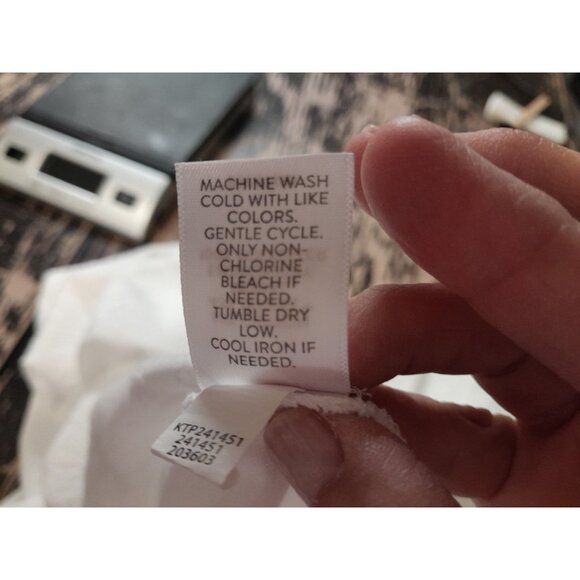 MACHINE WASH
COLD WITH LIKE
COLORS.
GENTLE CYCLE.
ONLY NON-
CHLORINE
BLEACH IF
NEEDED.
TUMBLE DRY
LOW.
COOL IRON IF
NEEDED.
KTP241451
241451
203603